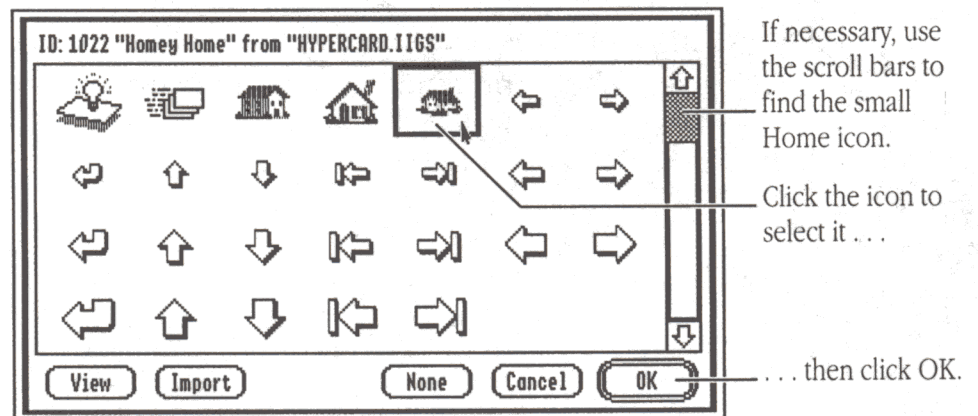 ID: 1022 "Homey Home" from "HYPERCARD.IIGS"
If necessary, use
the scroll bars to
find the small
Home icon.
Click the icon to
select it . . .
View
Import
None
Cancel
OK
. . . then click OK.